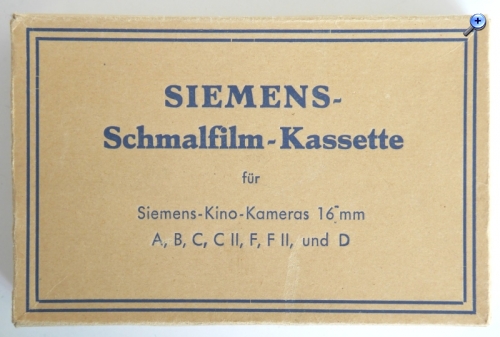 SIEMENS-
Schmalfilm-Kassette
für
Siemens-Kino-Kameras 16 mm
A, B, C, C II, F, F II, und D